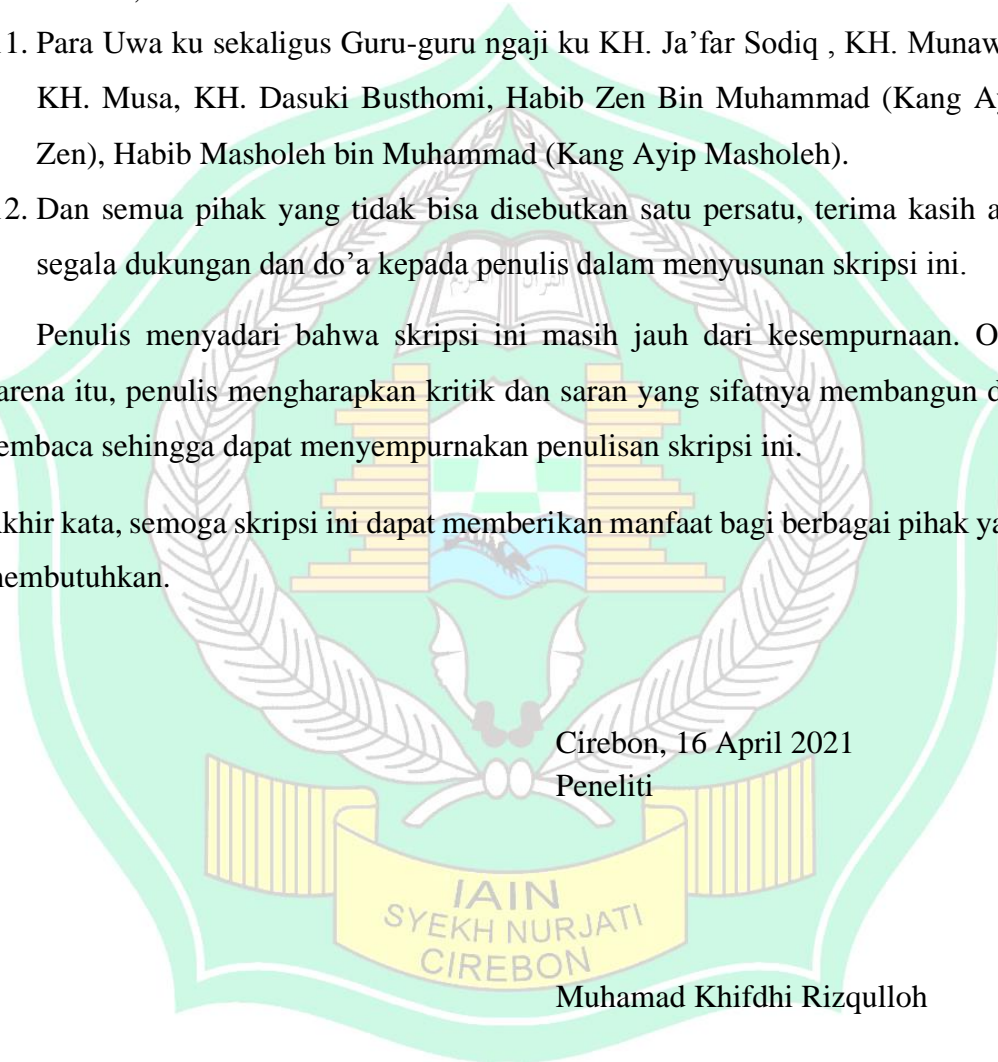 11. Para Uwa ku sekaligus Guru-guru ngaji ku KH. Ja’far Sodiq , KH. Munaw
KH. Musa, KH. Dasuki Busthomi, Habib Zen Bin Muhammad (Kang Ay
Zen), Habib Masholeh bin Muhammad (Kang Ayip Masholeh).
12. Dan semua pihak yang tidak bisa disebutkan satu persatu, terima kasih a
segala dukungan dan do’a kepada penulis dalam menyusunan skripsi ini.
Penulis menyadari bahwa skripsi ini masih jauh dari kesempurnaan. O
arena itu, penulis mengharapkan kritik dan saran yang sifatnya membangun d
embaca sehingga dapat menyempurnakan penulisan skripsi ini.
khir kata, semoga skripsi ini dapat memberikan manfaat bagi berbagai pihak ya
nembutuhkan.
Cirebon, 16 April 2021
Peneliti
IAIN
SYEKH NURJATI
CIREBON
Muhamad Khifdhi Rizqulloh